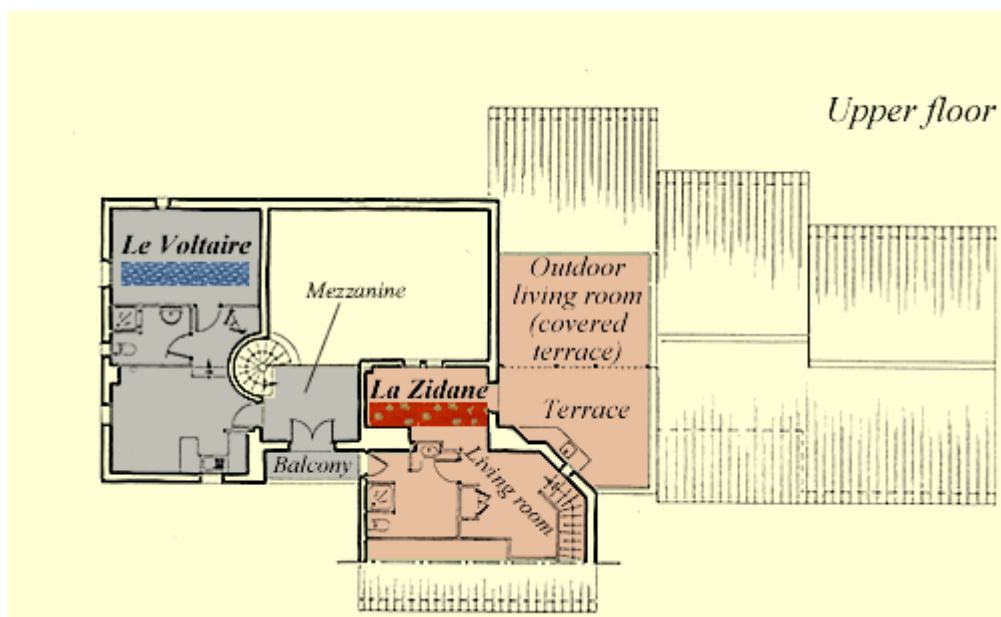 Upper floor
Le Voltaire
Mezzanine
Outdoor
living room
(covered
terrace)
La Zidane
Terrace
Balcony
Living room